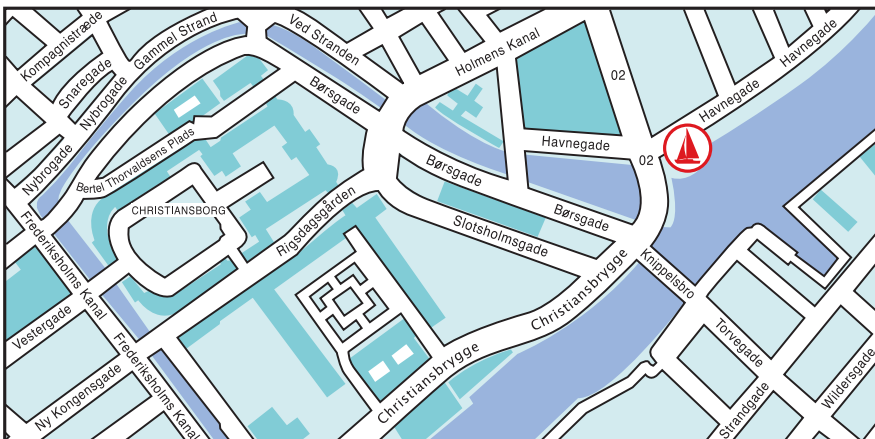 Kompagnistræde
Snaregade
Gammel Strand
Nybrogade
Nybrogade
Ved Stranden
Børsgade
Holmens Kanal
02
Havnegade
Havnegade
Havnegade
02
Bertel Thorvaldsens Plads
CHRISTIANSBORG
Rigsdagsgården
Børsgade
Børsgade
Slotsholmsgade
Frederiksholms Kanal
Vestergade
Frederiksholms Kanal
Ny Kongensgade
Christiansbrygge
Christiansbrygge
Knippelsbro
Torvegade
Strandgade
Wildersgade